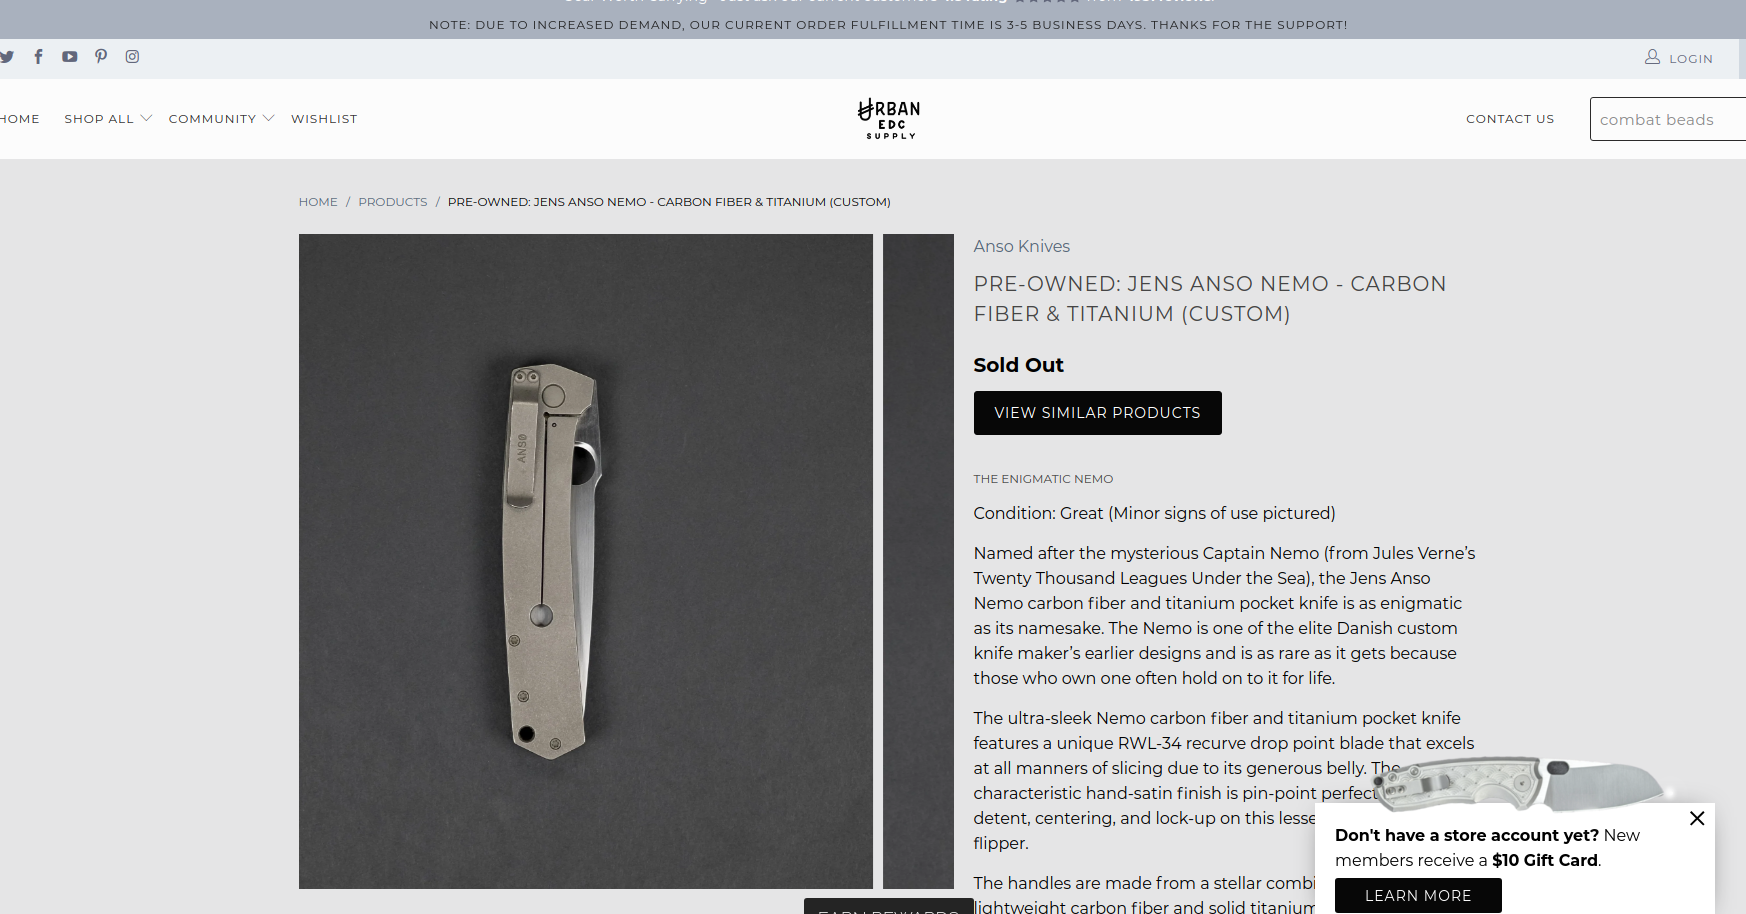 NOTE: DUE TO INCREASED DEMAND, OUR CURRENT ORDER FULFILLMENT TIME IS 3-5 BUSINESS DAYS. THANKS FOR THE SUPPORT!
LOGIN
HOME SHOP ALL COMMUNITY WISHLIST
URBAN
EDC
SUPPLY
CONTACT US
combat beads
HOME / PRODUCTS / PRE-OWNED: JENS ANSO NEMO - CARBON FIBER & TITANIUM (CUSTOM)
ANSO
Anso Knives
PRE-OWNED: JENS ANSO NEMO - CARBON
FIBER & TITANIUM (CUSTOM)
Sold Out
VIEW SIMILAR PRODUCTS
THE ENIGMATIC NEMO
Condition: Great (Minor signs of use pictured)
Named after the mysterious Captain Nemo (from Jules Verne’s
Twenty Thousand Leagues Under the Sea), the Jens Anso
Nemo carbon fiber and titanium pocket knife is as enigmatic
as its namesake. The Nemo is one of the elite Danish custom
knife maker’s earlier designs and is as rare as it gets because
those who own one often hold on to it for life.
The ultra-sleek Nemo carbon fiber and titanium pocket knife
features a unique RWL-34 recurve drop point blade that excels
at all manners of slicing due to its generous belly. The
characteristic hand-satin finish is pin-point perfect
detent, centering, and lock-up on this lesse
flipper.
The handles are made from a stellar combi
lightweight carbon fiber and solid titanium
Don't have a store account yet? New
members receive a $10 Gift Card.
LEARN MORE
EARN REWARDS